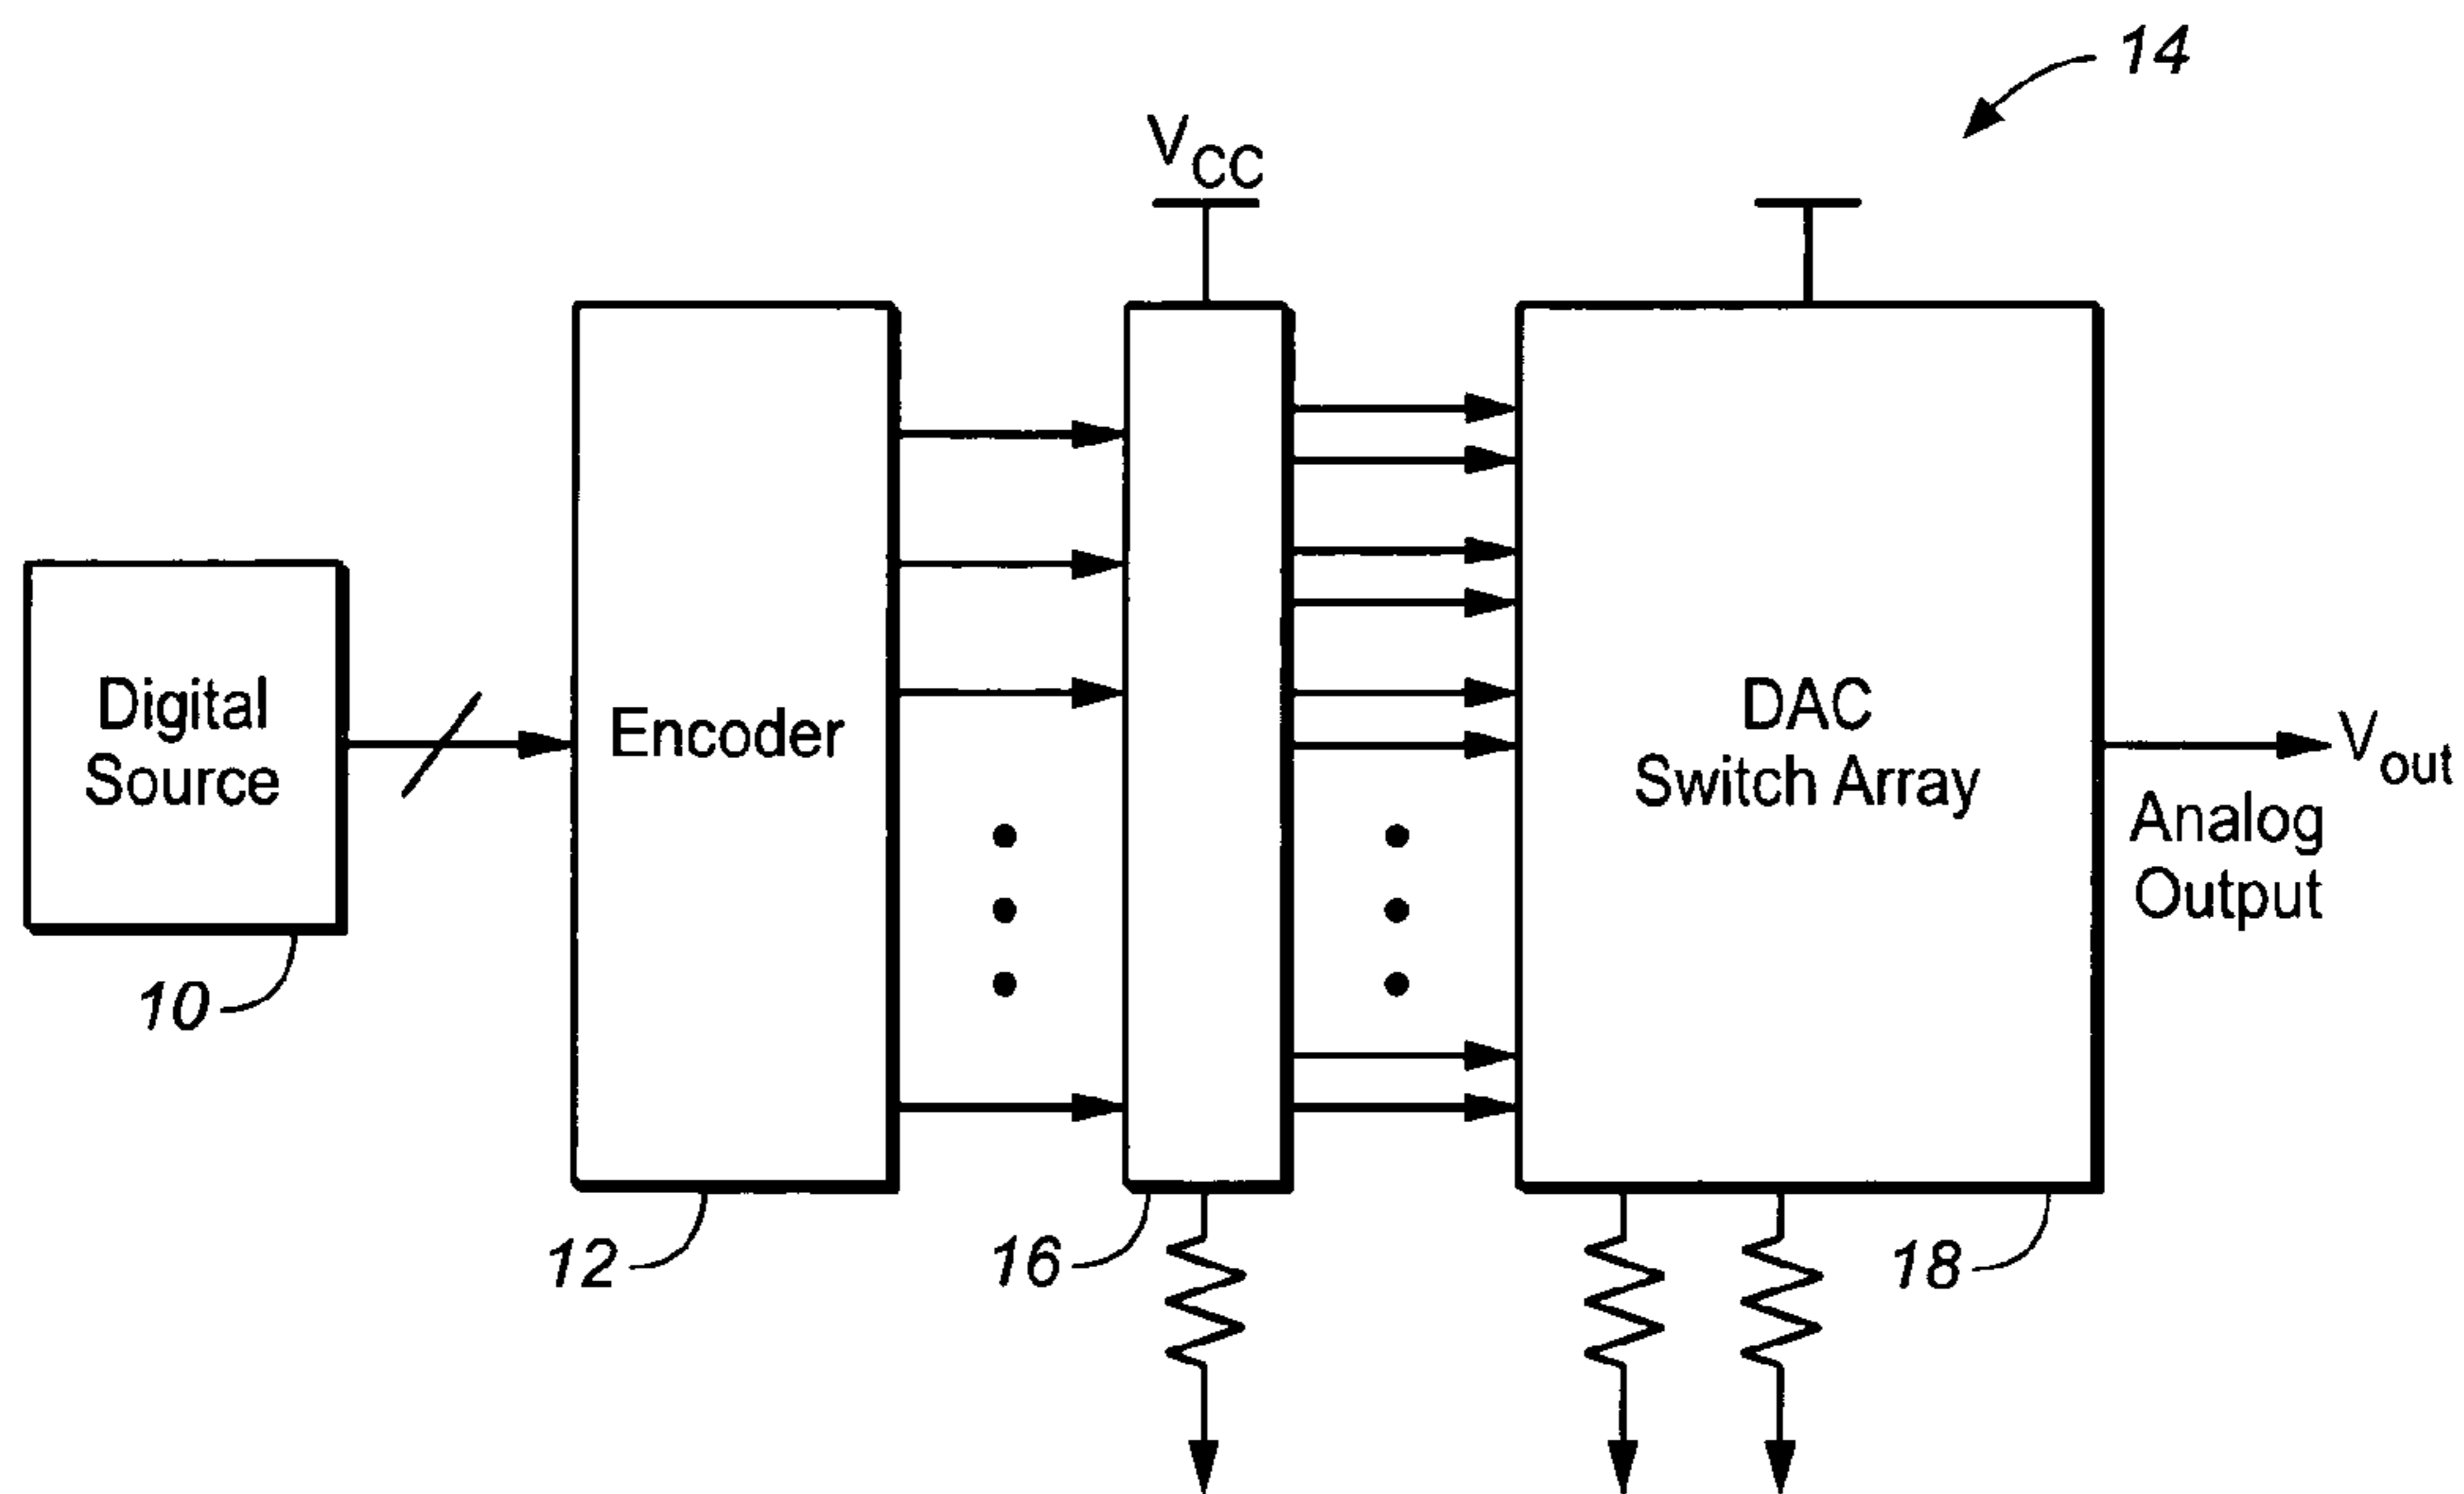 14
VCC
Digital
Source
Encoder
DAC
Switch Array
Vout
Analog
Output
10
12
16
18